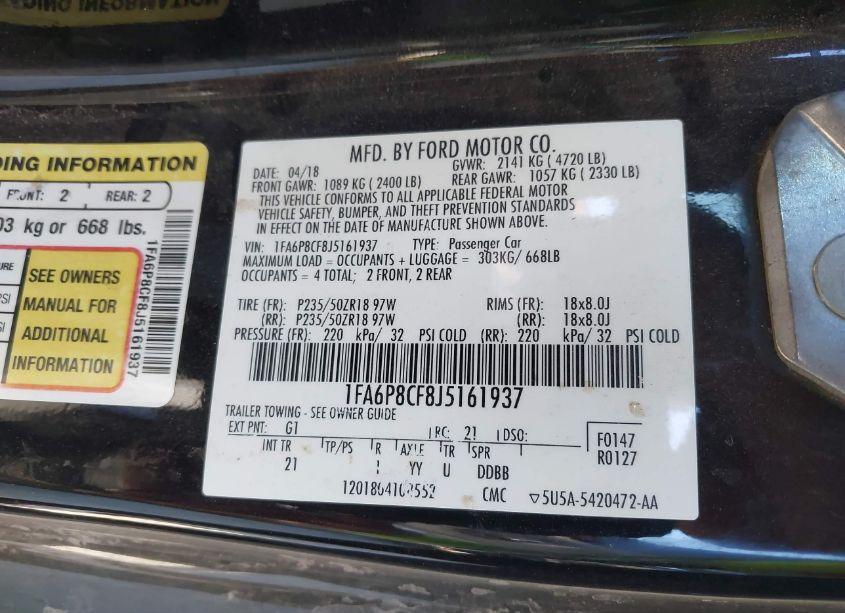 DING INFORMATION
FRONT: 2 REAR: 2
03 kg or 668 lbs.
SEE OWNERS
MANUAL FOR
ADDITIONAL
INFORMATION
1FA6P8CF8J5161937
MFD. BY FORD MOTOR CO.
DATE: 04/18 GVWR: 2141 KG ( 4720 LB)
FRONT GAWR: 1089 KG ( 2400 LB) REAR GAWR: 1057 KG ( 2330 LB)
THIS VEHICLE CONFORMS TO ALL APPLICABLE FEDERAL MOTOR
VEHICLE SAFETY, BUMPER, AND THEFT PREVENTION STANDARDS
IN EFFECT ON THE DATE OF MANUFACTURE SHOWN ABOVE.
VIN: 1FA6P8CF8J5161937 TYPE: Passenger Car
MAXIMUM LOAD = OCCUPANTS + LUGGAGE = 303KG/ 668LB
OCCUPANTS = 4 TOTAL; 2 FRONT, 2 REAR
TIRE (FR): P235/50ZR18 97W RIMS (FR): 18x8.0J
(RR): P235/50ZR18 97W (RR): 18x8.0J
PRESSURE (FR): 220 kPa/ 32 PSI COLD (RR): 220 kPa/ 32 PSI COLD
1FA6P8CF8J5161937
TRAILER TOWING - SEE OWNER GUIDE
EXT PNT: G1 RC: 21 DSO: F0147
R0127
INT TR TP/PS R AXLE TR SPR
21 YY U DDBB
CMC 5U5A-5420472-AA